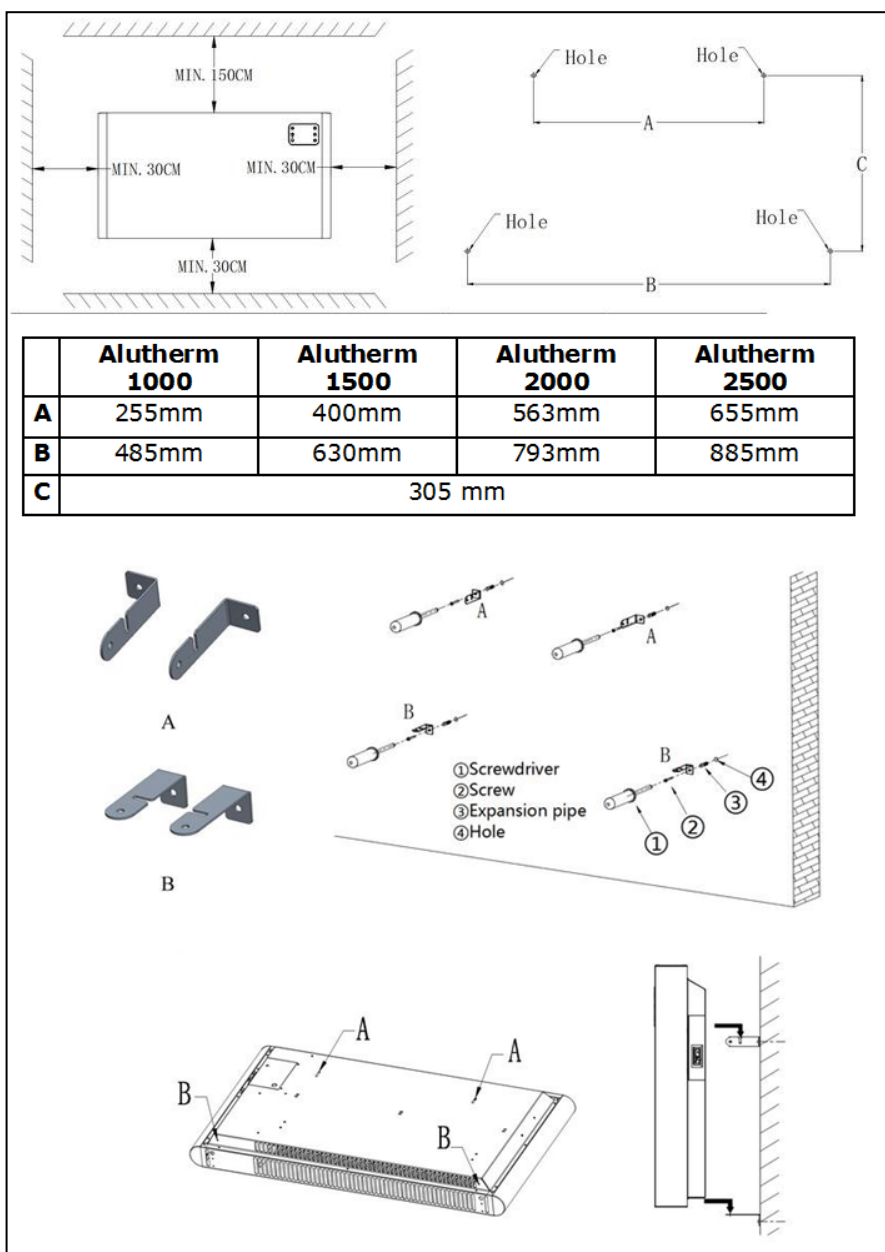 MIN. 150CM
MIN. 30CM
MIN. 30CM
MIN. 30CM
Hole
Hole
A
C
Hole
Hole
B
Alutherm 1000
Alutherm 1500
Alutherm 2000
Alutherm 2500
A 255mm 400mm 563mm 655mm
B 485mm 630mm 793mm 885mm
C 305 mm
A
B
A
A
B
B
①Screwdriver
②Screw
③Expansion pipe
④Hole
①
②
③
④
A
A
B
B